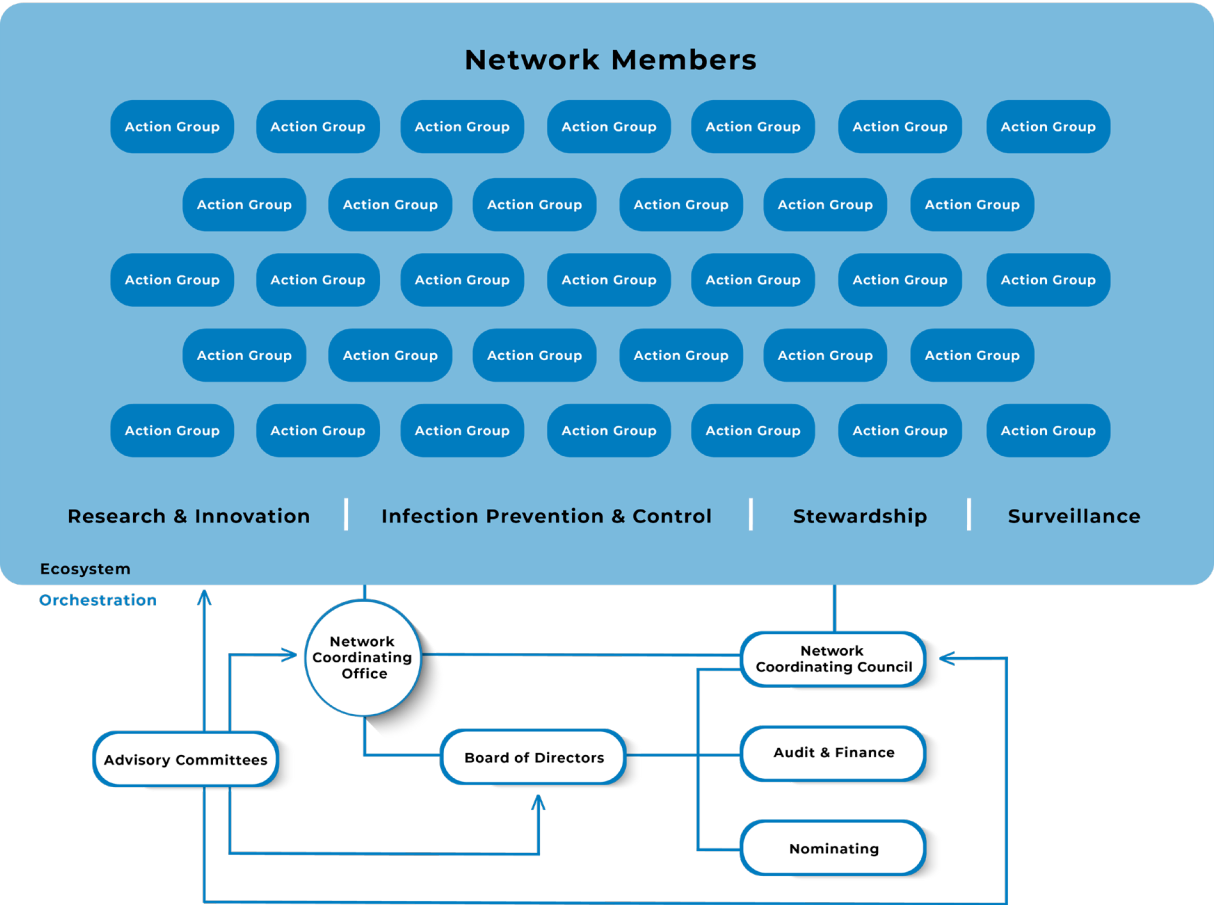 Network Members
Action Group Action Group Action Group Action Group Action Group Action Group Action Group
Action Group Action Group Action Group Action Group Action Group Action Group
Action Group Action Group Action Group Action Group Action Group Action Group Action Group
Action Group Action Group Action Group Action Group Action Group Action Group
Action Group Action Group Action Group Action Group Action Group Action Group Action Group
Research & Innovation Infection Prevention & Control Stewardship Surveillance
Ecosystem
Orchestration
Network
Coordinating
Office
Network
Coordinating Council
Advisory Committees
Board of Directors
Audit & Finance
Nominating